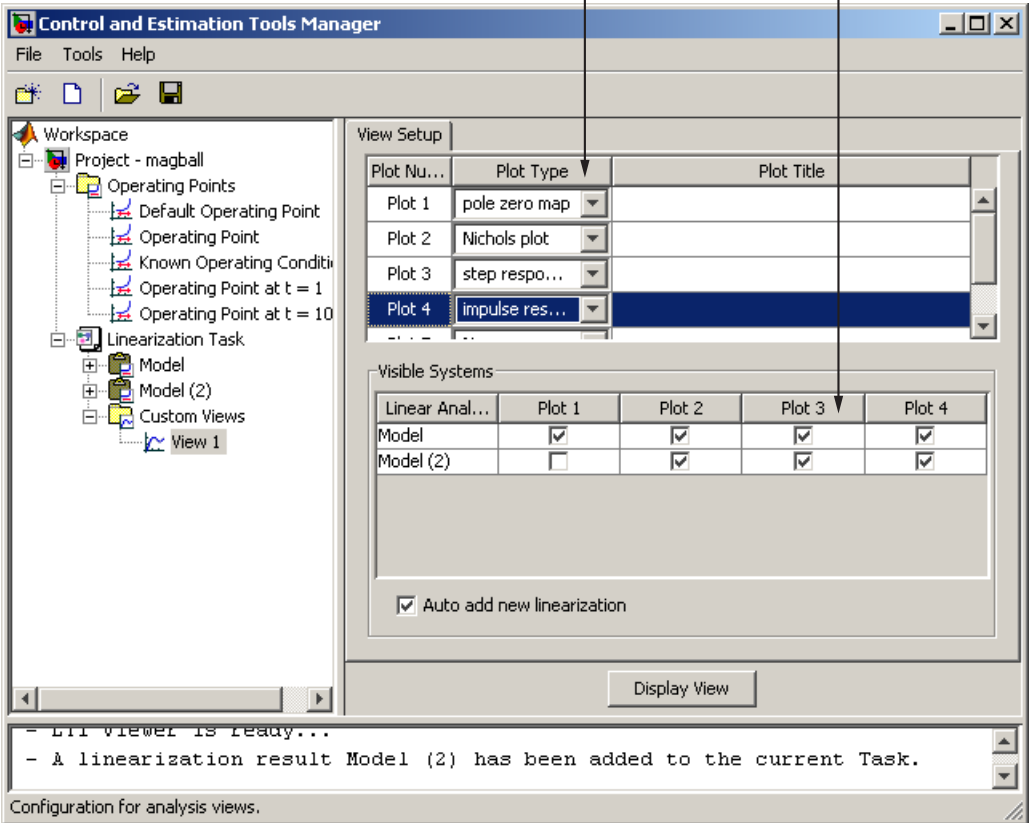 Control and Estimation Tools Manager
File Tools Help
Workspace
Project - magball
Operating Points
Default Operating Point
Operating Point
Known Operating Conditi
Operating Point at t = 1
Operating Point at t = 10
Linearization Task
Model
Model (2)
Custom Views
View 1
View Setup
Plot Nu... Plot Type Plot Title
Plot 1 pole zero map
Plot 2 Nichols plot
Plot 3 step respo...
Plot 4 impulse res...
Visible Systems
Linear Anal... Plot 1 Plot 2 Plot 3 Plot 4
Model
Model (2)
Auto add new linearization
Display View
- LTI Viewer is ready...
- A linearization result Model (2) has been added to the current Task.
Configuration for analysis views.